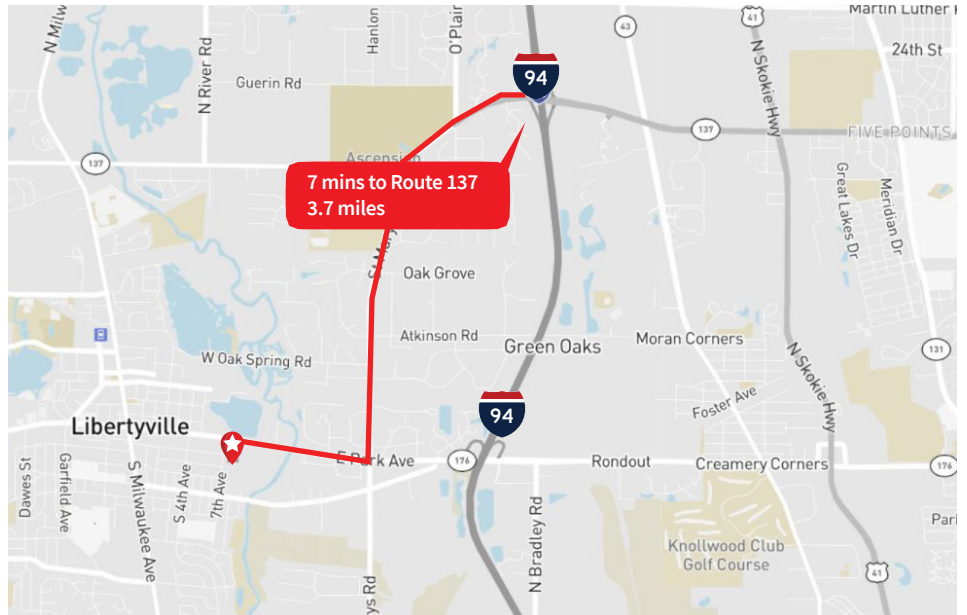 N Milw
N River Rd
Hanlon
O'Plain
43
41
Martin Luther K
24th St
Guerin Rd
94
N Skokie Hwy
137
137
FIVE POINTS
Ascension
7 mins to Route 137
3.7 miles
Great Lakes Dr
Meridian Dr
St Mary
Oak Grove
Atkinson Rd
Green Oaks
Moran Corners
131
W Oak Spring Rd
N Skokie Hwy
Foster Ave
94
Libertyville
E Park Ave
176
Rondout
Creamery Corners
176
Dawes St
Garfield Ave
S Milwaukee Ave
S 4th Ave
7th Ave
N Bradley Rd
Park
Knollwood Club
Golf Course
41
ys Rd